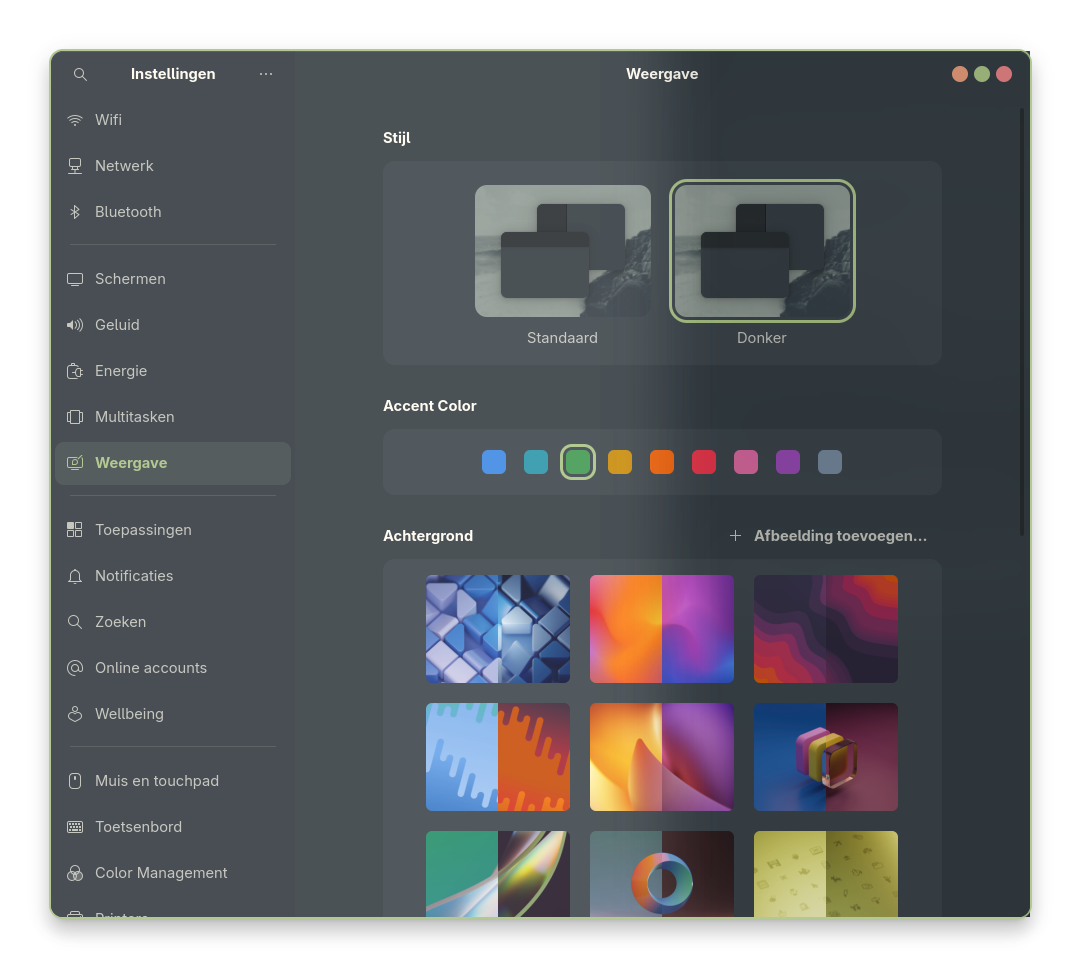 Instellingen
Weergave
Wifi
Netwerk
Bluetooth
Schermen
Geluid
Energie
Multitasken
Weergave
Toepassingen
Notificaties
Zoeken
Online accounts
Wellbeing
Muis en touchpad
Toetsenbord
Color Management
Printers
Stijl
Standaard
Donker
Accent Color
Achtergrond
Afbeelding toevoegen...